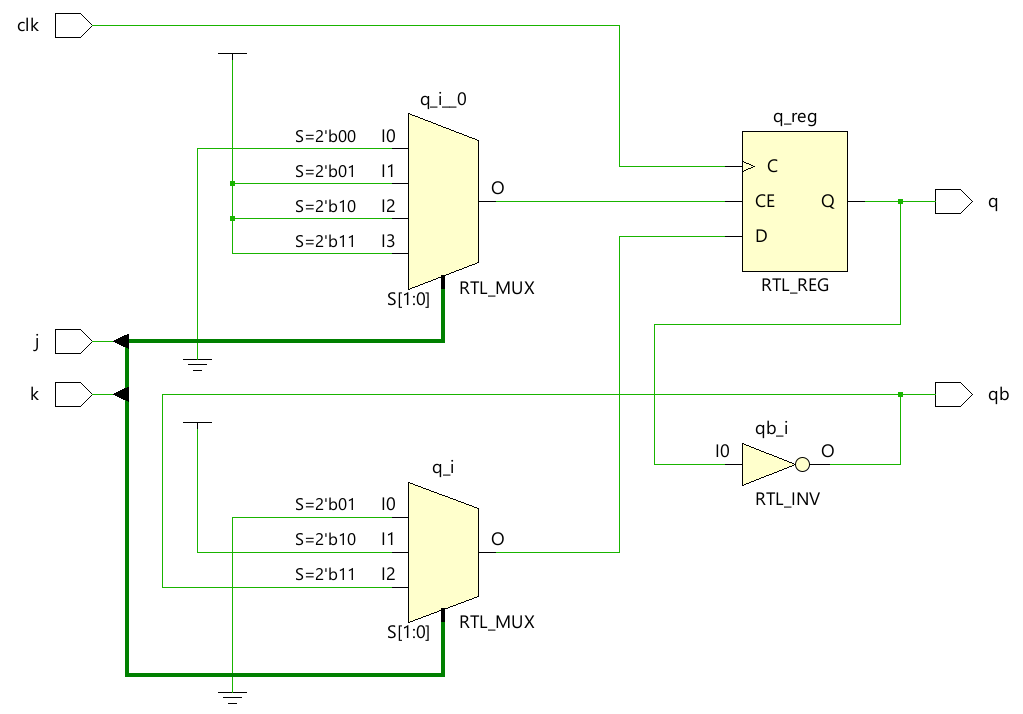 clk
q_i__0
S=2'b00 I0
S=2'b01 I1
S=2'b10 I2
S=2'b11 I3
O
S[1:0]
RTL_MUX
q_reg
C
CE Q
D
RTL_REG
q
j
k
qb
qb_i
I0 O
RTL_INV
q_i
S=2'b01 I0
S=2'b10 I1
S=2'b11 I2
O
S[1:0]
RTL_MUX